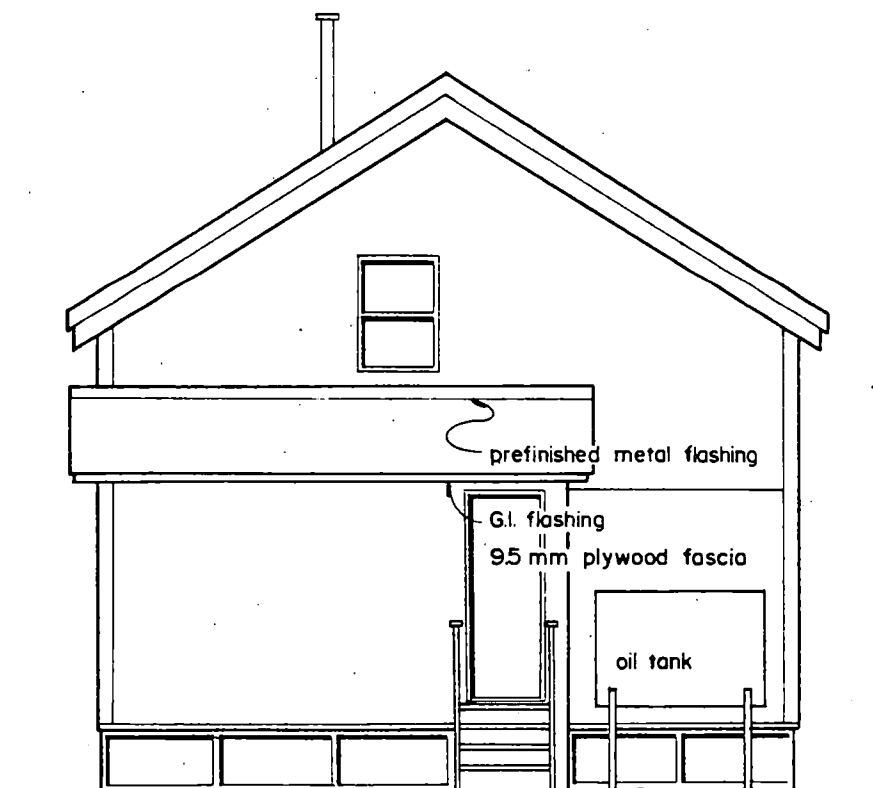 prefinished metal flashing
G.I. flashing
9.5 mm plywood fascia
oil tank